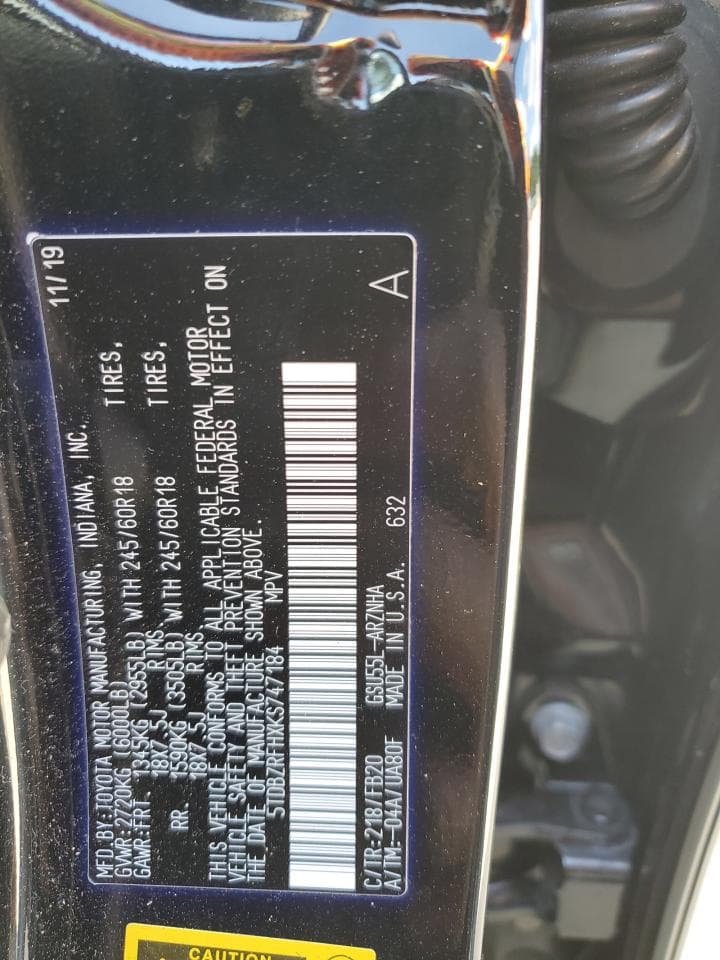 MFD.BY:TOYOTA MOTOR MANUFACTURING, INDIANA, INC. 11/19
GVWR:2720KG (6000LB)
GAWR:FRT. 1345KG (2955LB) WITH 245/60R18 TIRES,
18X7.5J RIMS
RR. 1590KG (3505LB) WITH 245/60R18 TIRES,
18X7.5J RIMS
THIS VEHICLE CONFORMS TO ALL APPLICABLE FEDERAL MOTOR
VEHICLE SAFETY AND THEFT PREVENTION STANDARDS IN EFFECT ON
THE DATE OF MANUFACTURE SHOWN ABOVE.
5TDBZRFHXKS747184 MPV
C/TR:218/FB20 GSU55L-ARZNHA
A/TM:-04A/UA80F MADE IN U.S.A. 632 A
CAUTION